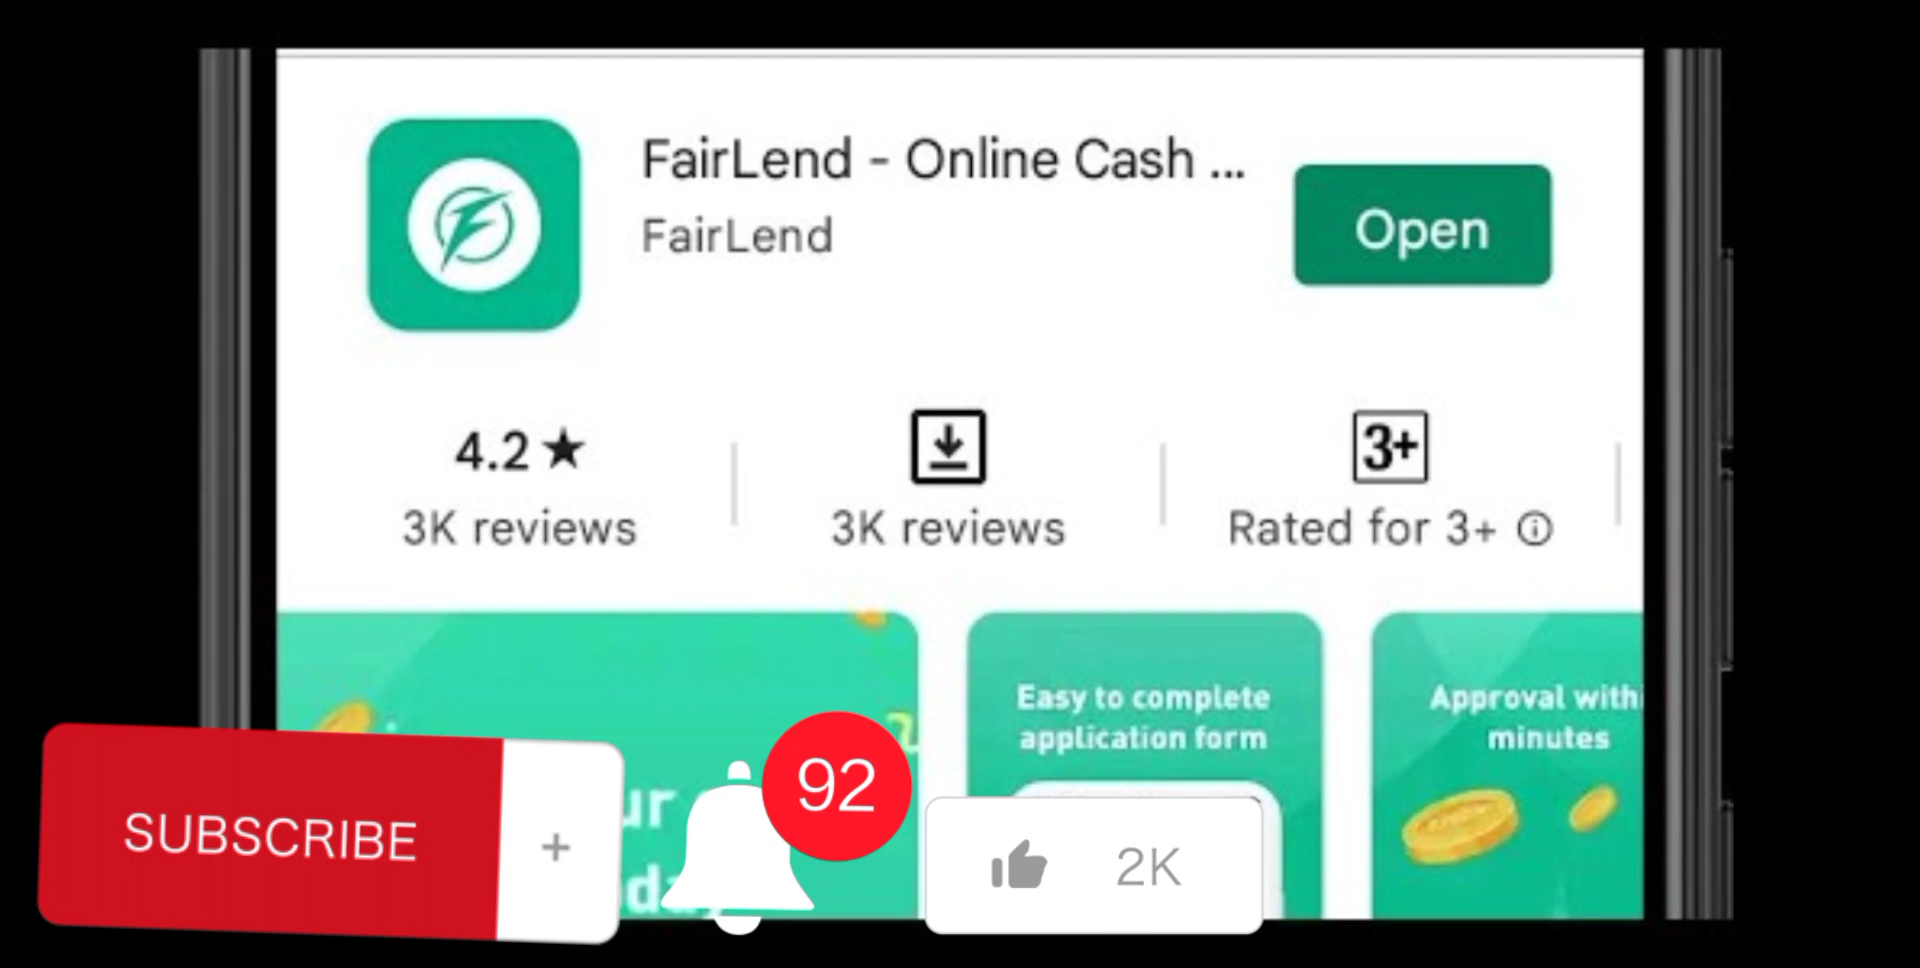 FairLend - Online Cash ...
FairLend
Open
4.2★
3K reviews
3K reviews
3+
Rated for 3+
Easy to complete
application form
Approval withi
minutes
SUBSCRIBE
+
92
2K